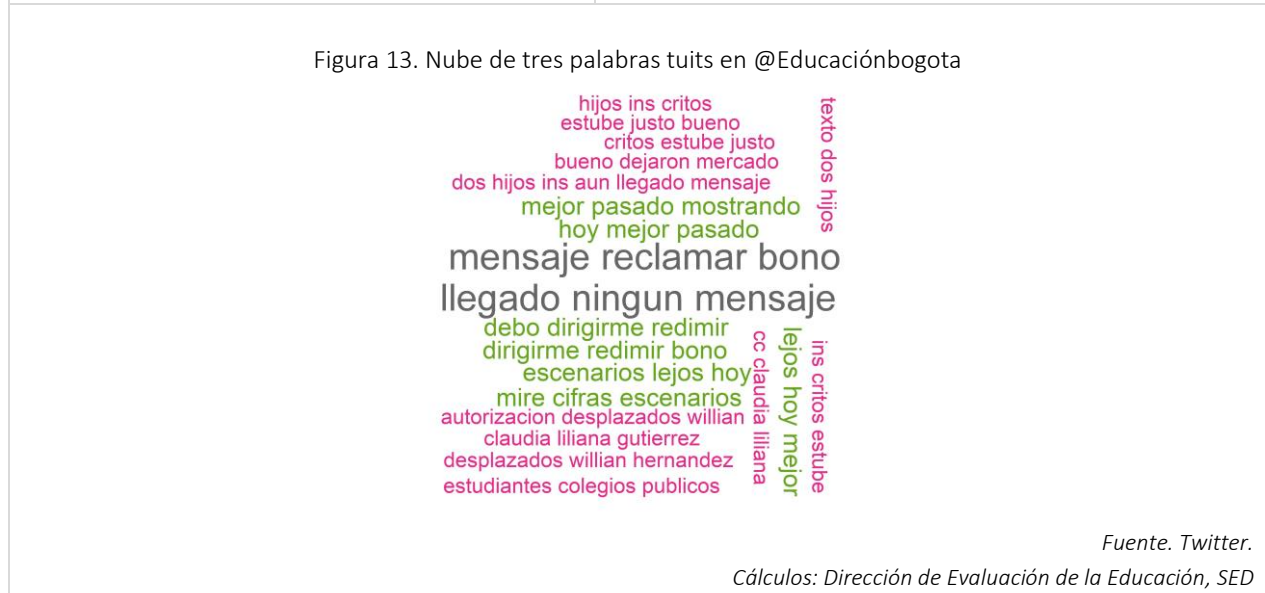 Figura 13. Nube de tres palabras tuits en @Educaciónbogota
hijos ins critos
estube justo bueno
critos estube justo
bueno dejaron mercado
dos hijos ins aun llegado mensaje
texto dos hijos
mejor pasado mostrando
hoy mejor pasado
mensaje reclamar bono
llegado ningun mensaje
debo dirigirme redimir
dirigirme redimir bono
escenarios lejos hoy
mire cifras escenarios
autorizacion desplazados willian
claudia liliana gutierrez
desplazados willian hernandez
estudiantes colegios publicos
cc claudia liliana
lejos hoy mejor
ins critos estube
Fuente. Twitter.
Cálculos: Dirección de Evaluación de la Educación, SED